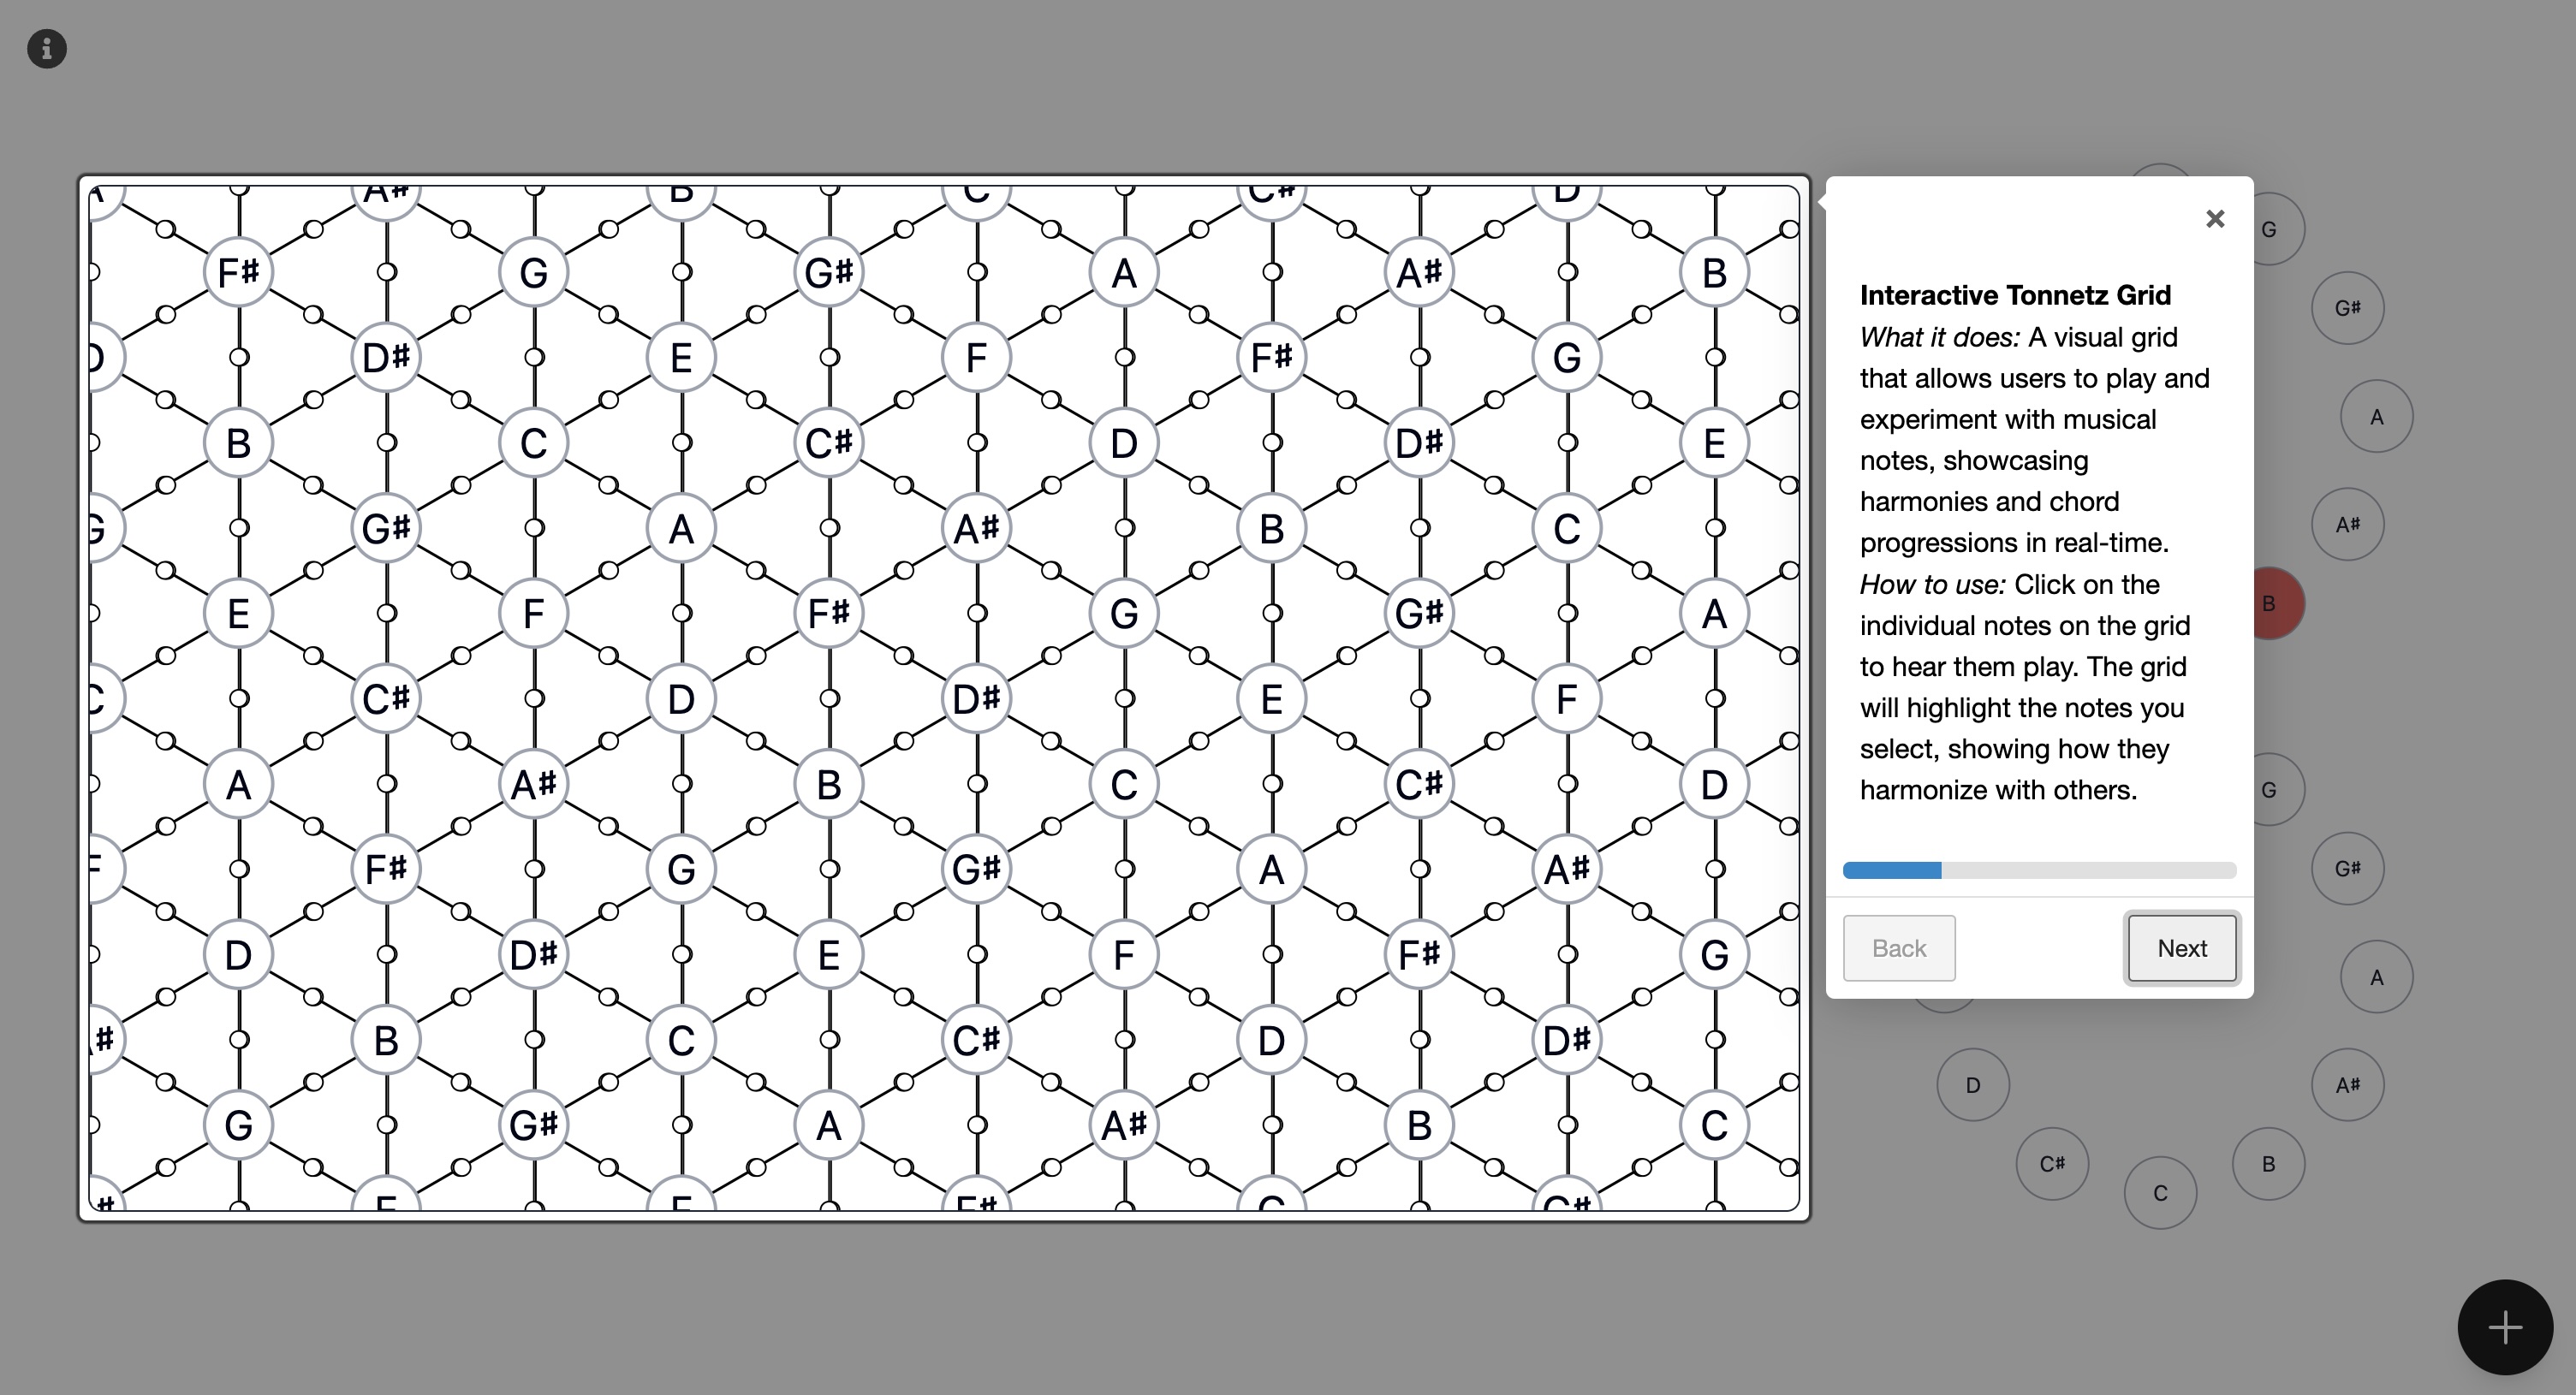 A# B C C# D
F# G G# A A# B
D# E F F# G
B C C# D D# E
G G# A A# B C
E F F# G G# A
C C# D D# E F
A A# B C C# D
F F# G G# A A#
D D# E F F# G
# B C C# D D#
G G# A A# B C
#
Interactive Tonnetz Grid
What it does: A visual grid
that allows users to play and
experiment with musical
notes, showcasing
harmonies and chord
progressions in real-time.
How to use: Click on the
individual notes on the grid
to hear them play. The grid
will highlight the notes you
select, showing how they
harmonize with others.
Back
Next
G
G#
A
A#
B
G
G#
A
A#
B
C
C#
D